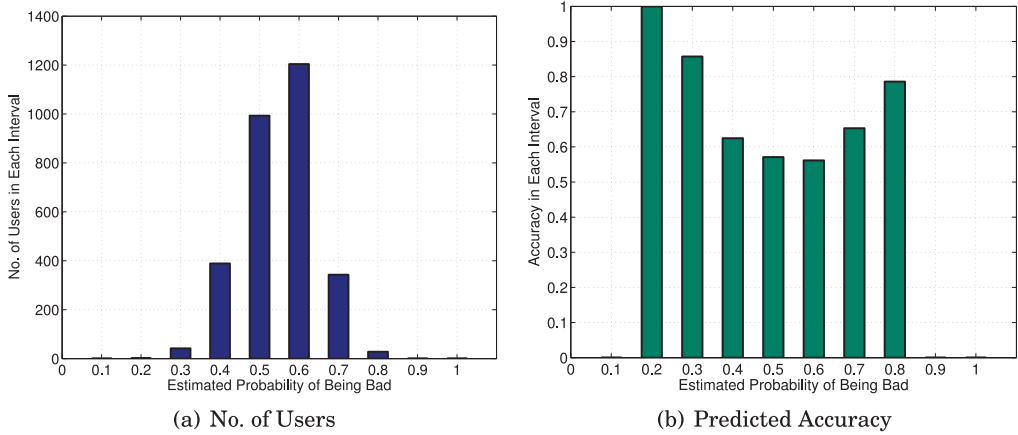 1400
1200
1000
800
600
400
200
0
No. of Users in Each Interval
0 0.1 0.2 0.3 0.4 0.5 0.6 0.7 0.8 0.9 1
Estimated Probability of Being Bad
(a) No. of Users
1
0.9
0.8
0.7
0.6
0.5
0.4
0.3
0.2
0.1
0
Accuracy in Each Interval
0 0.1 0.2 0.3 0.4 0.5 0.6 0.7 0.8 0.9 1
Estimated Probability of Being Bad
(b) Predicted Accuracy